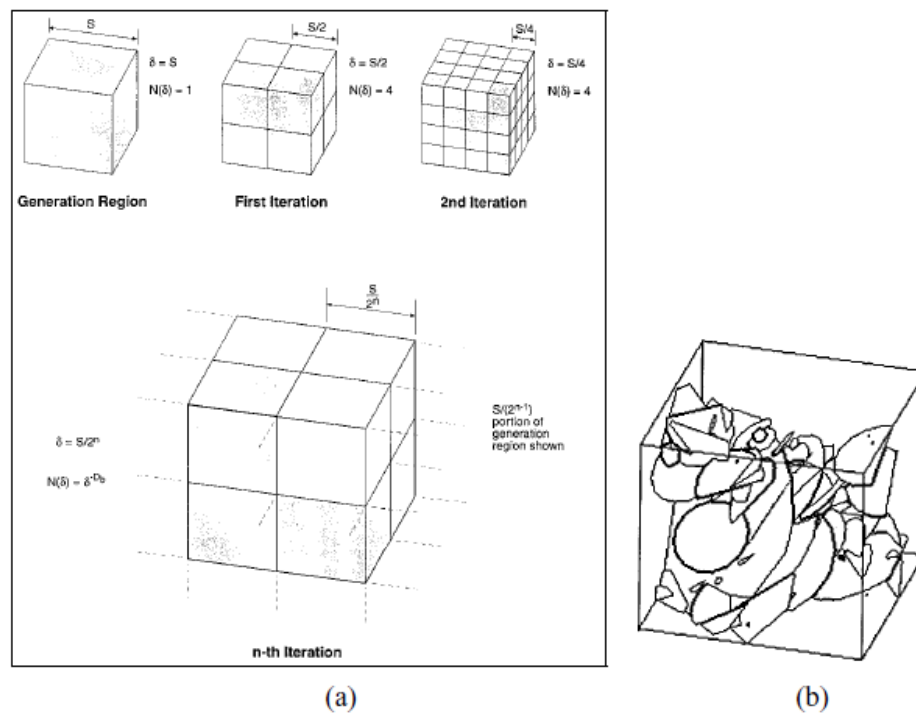 S
δ = S
N(δ) = 1
Generation Region
S/2
δ = S/2
N(δ) = 4
First Iteration
S/4
δ = S/4
N(δ) = 4
2nd Iteration
S
2ⁿ
δ = S/2ⁿ
N(δ) = δ⁻ᴰᵇ
S/(2ⁿ⁻¹)
portion of
generation
region shown
n-th Iteration
(a)
(b)